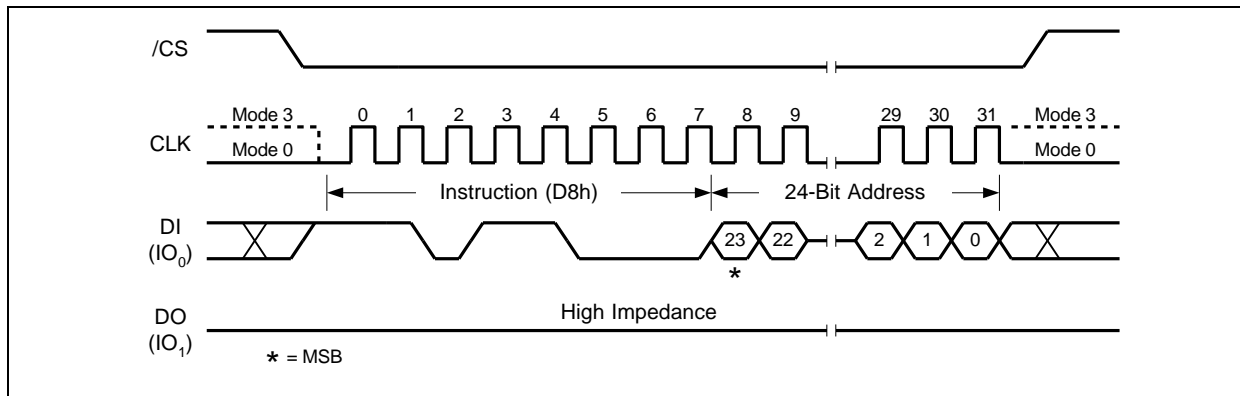 /CS
Mode 3 0 1 2 3 4 5 6 7 8 9 29 30 31 Mode 3
CLK
Mode 0 Mode 0
Instruction (D8h) 24-Bit Address
DI
(IO₀)
23 22 2 1 0
*
High Impedance
DO
(IO₁)
* = MSB